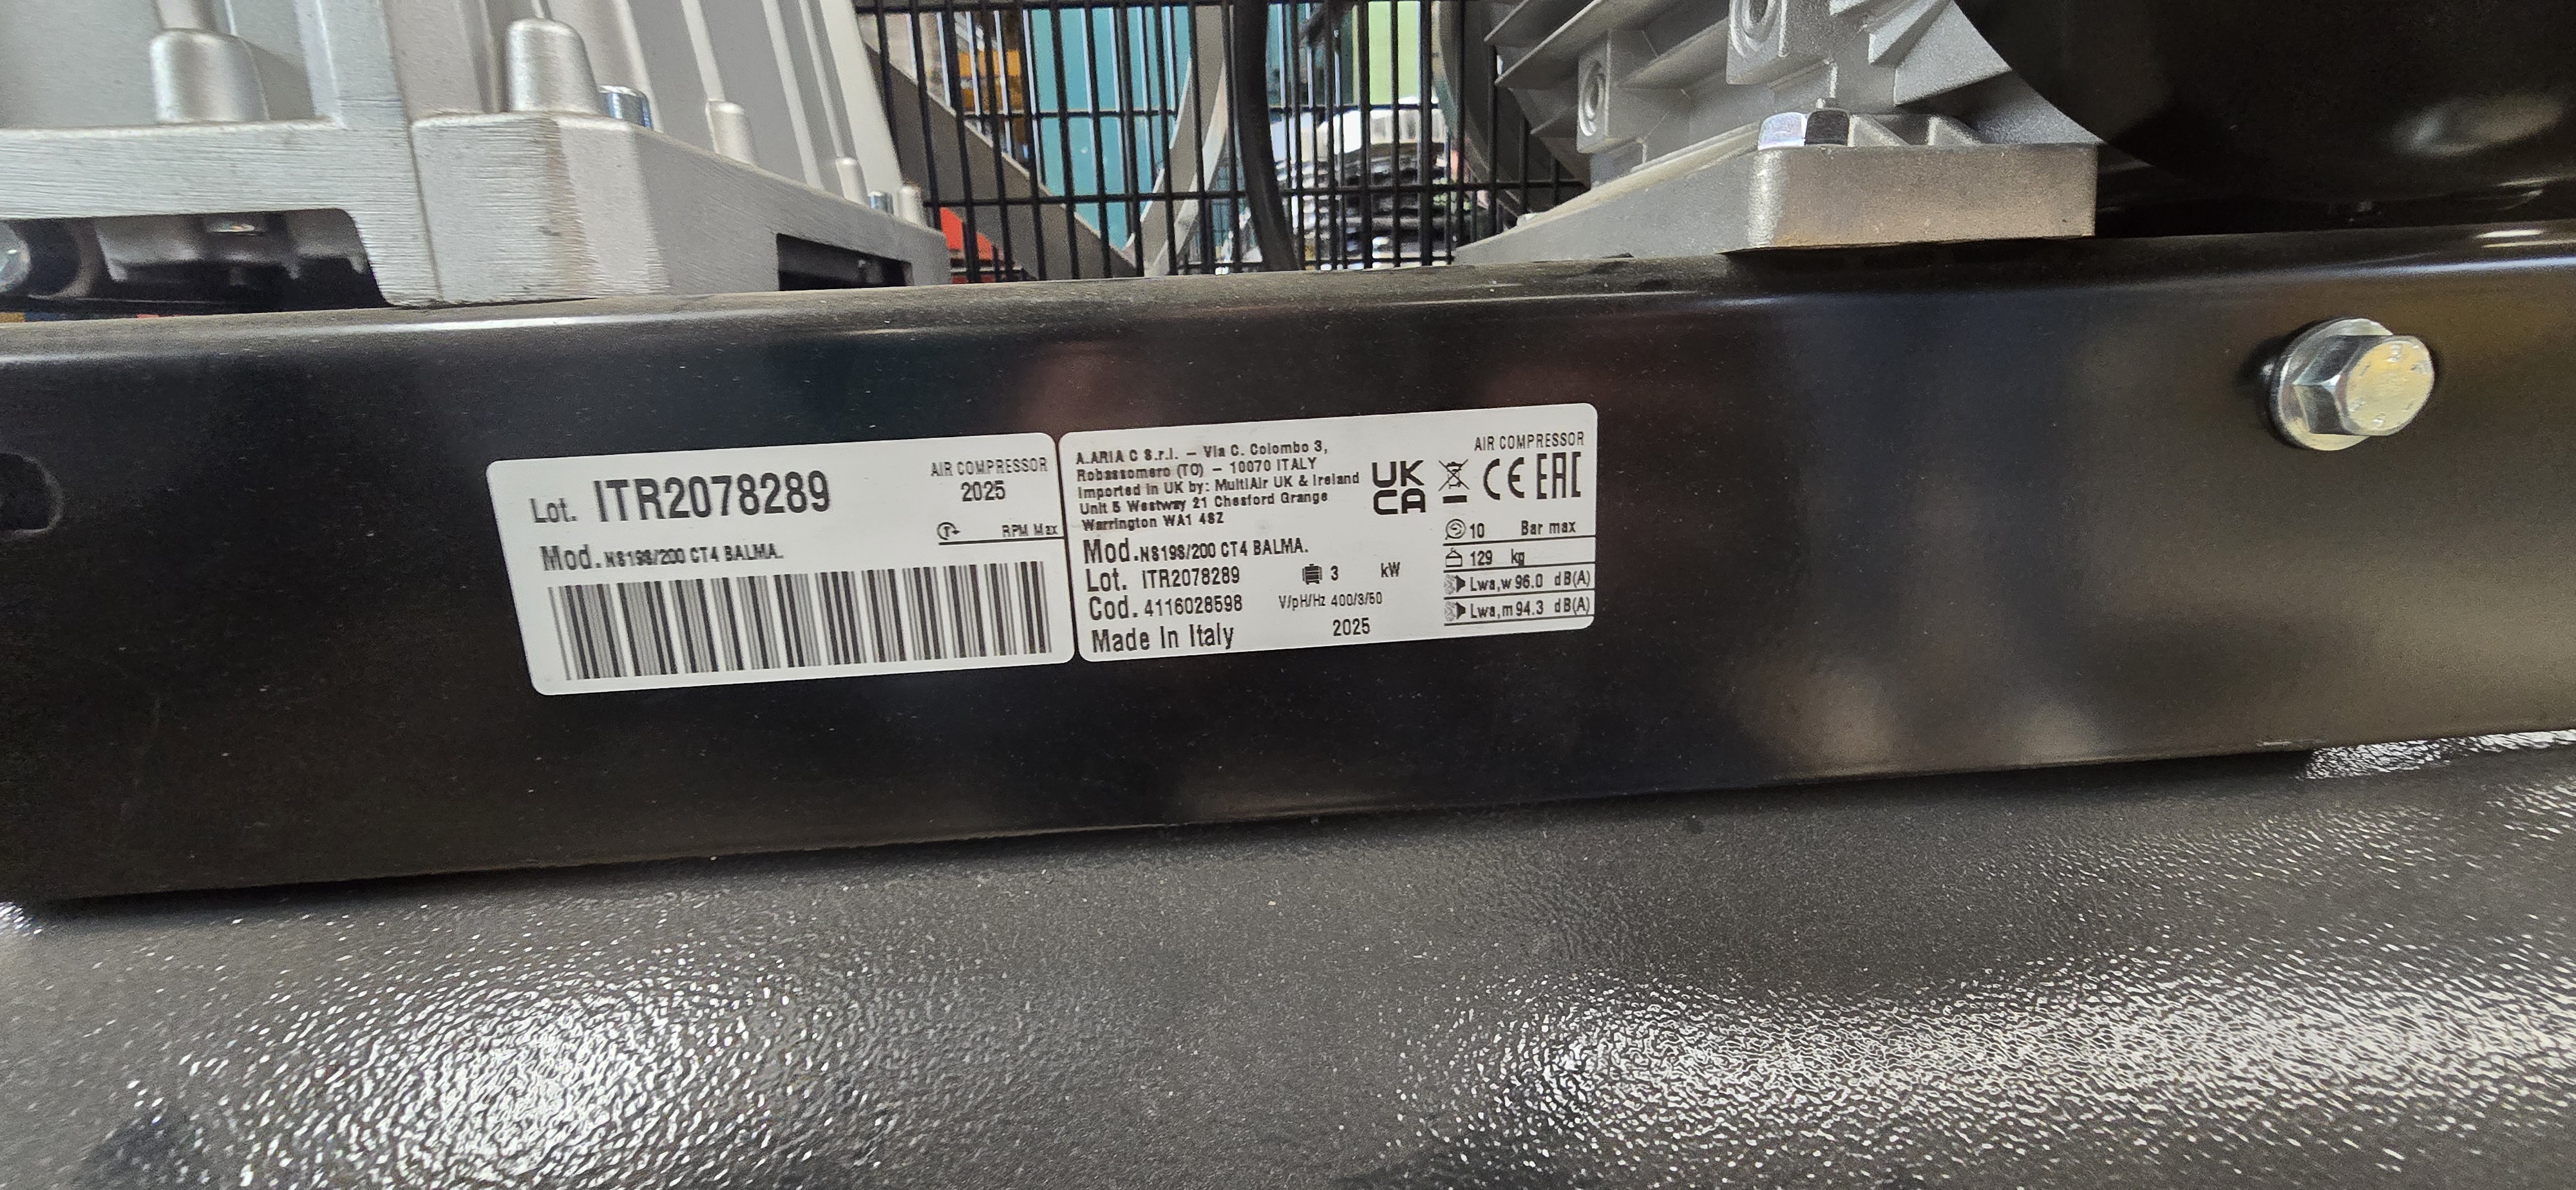 Lot. ITR2078289
AIR COMPRESSOR
2025
RPM Max
Mod. NS19S/200 CT4 BALMA.
A.ARIA C S.r.l. – Via C. Colombo 3,
Robassomero (TO) – 10070 ITALY
Imported in UK by: MultiAir UK & Ireland
Unit 5 Westway 21 Chesford Grange
Warrington WA1 4SZ
UK
CA
AIR COMPRESSOR
CE EAC
10 Bar max
129 kg
Lwa,w 96.0 dB(A)
Lwa,m 94.3 dB(A)
Mod. NS19S/200 CT4 BALMA.
Lot. ITR2078289
3 kW
Cod. 4116028598
V/pH/Hz 400/3/50
Made In Italy
2025